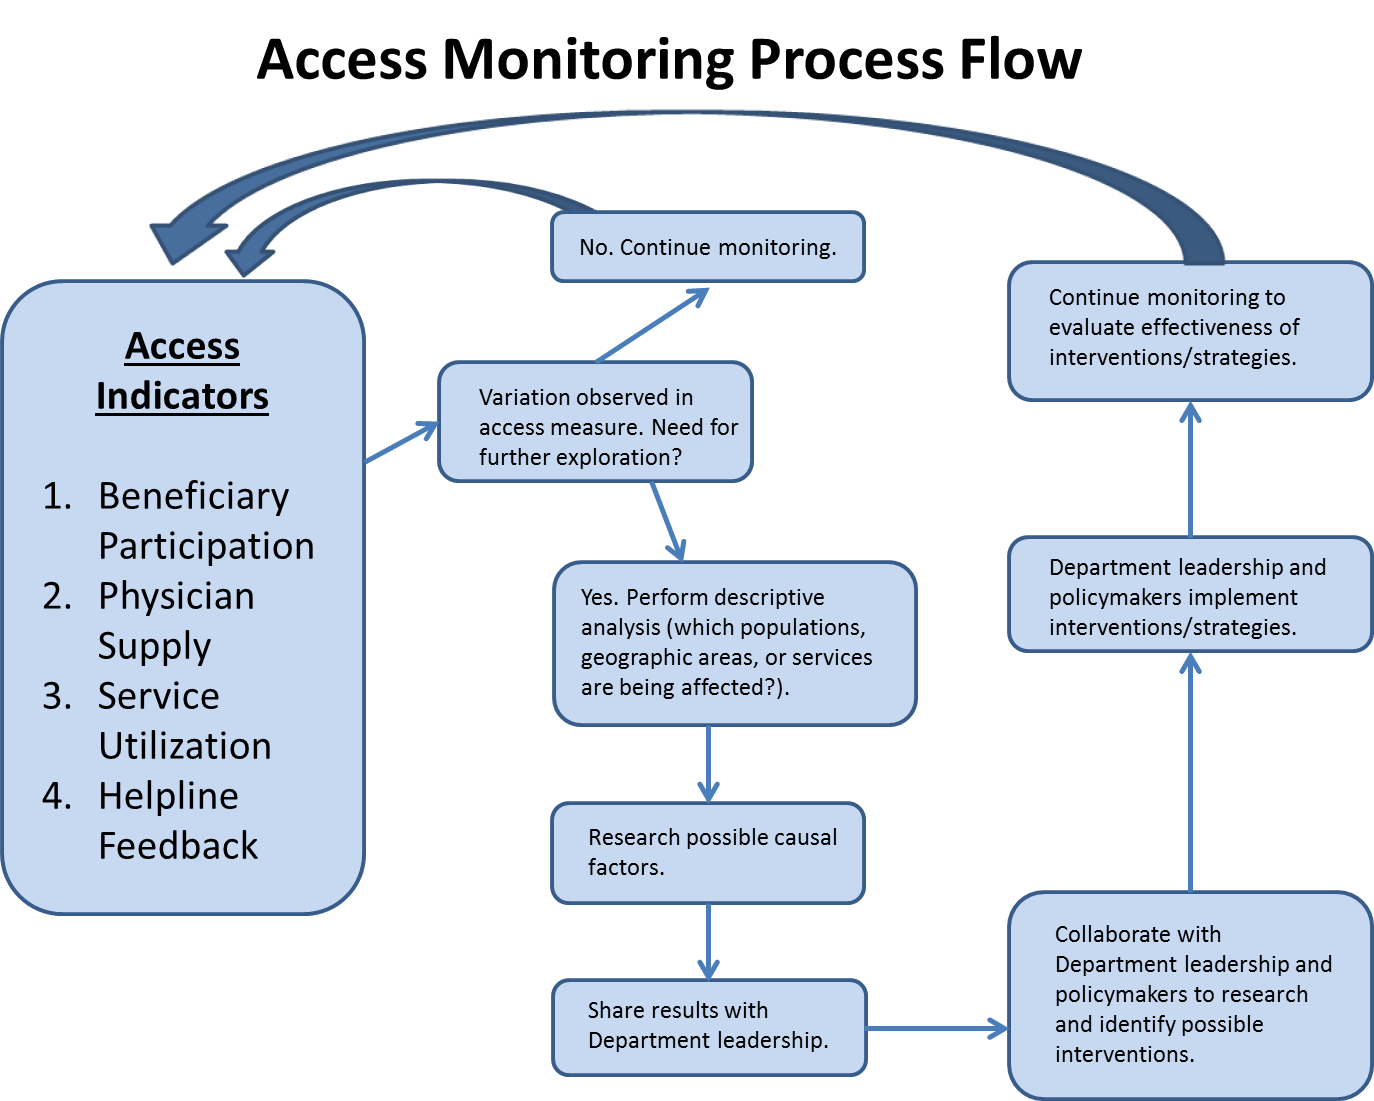 Access Monitoring Process Flow
Access
Indicators
1. Beneficiary
Participation
2. Physician
Supply
3. Service
Utilization
4. Helpline
Feedback
Variation observed in
access measure. Need for
further exploration?
No. Continue monitoring.
Yes. Perform descriptive
analysis (which populations,
geographic areas, or services
are being affected?).
Research possible causal
factors.
Share results with
Department leadership.
Collaborate with
Department leadership and
policymakers to research
and identify possible
interventions.
Department leadership and
policymakers implement
interventions/strategies.
Continue monitoring to
evaluate effectiveness of
interventions/strategies.